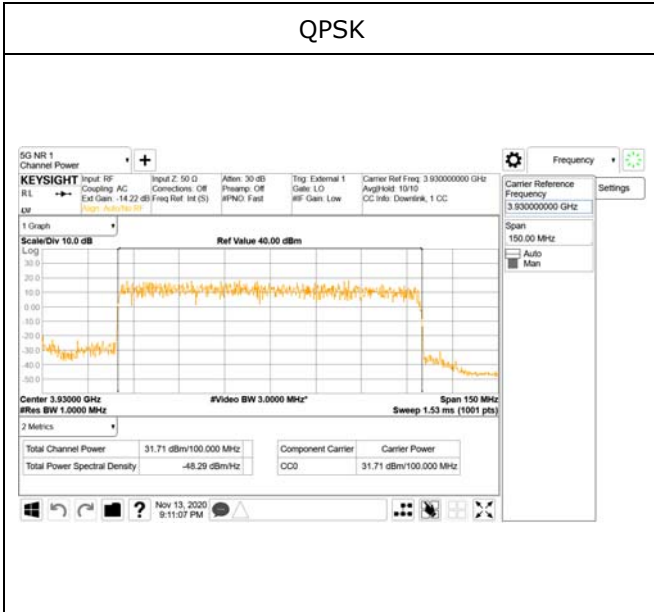 QPSK
5G NR 1
Channel Power
+
Frequency
KEYSIGHT
RL
Input: RF
Coupling: AC
Ext Gain: -14.22 dB
Align: Auto/No RF
Input Z: 50 Ω
Corrections: Off
Freq Ref: Int (S)
Atten: 30 dB
Preamp: Off
#PNO: Fast
Trig: External 1
Gate: LO
#IF Gain: Low
Carrier Ref Freq: 3.930000000 GHz
Avg|Hold: 10/10
CC Info: Downlink, 1 CC
Carrier Reference
Frequency
3.930000000 GHz
Settings
Span
150.00 MHz
Auto
Man
1 Graph
Scale/Div 10.0 dB
Ref Value 40.00 dBm
Log
30.0
20.0
10.0
0.00
-10.0
-20.0
-30.0
-40.0
-50.0
Center 3.93000 GHz
#Video BW 3.0000 MHz*
Span 150 MHz
#Res BW 1.0000 MHz
Sweep 1.53 ms (1001 pts)
2 Metrics
Total Channel Power 31.71 dBm/100.000 MHz
Total Power Spectral Density -48.29 dBm/Hz
Component Carrier Carrier Power
CC0 31.71 dBm/100.000 MHz
?
Nov 13, 2020
9:11:07 PM